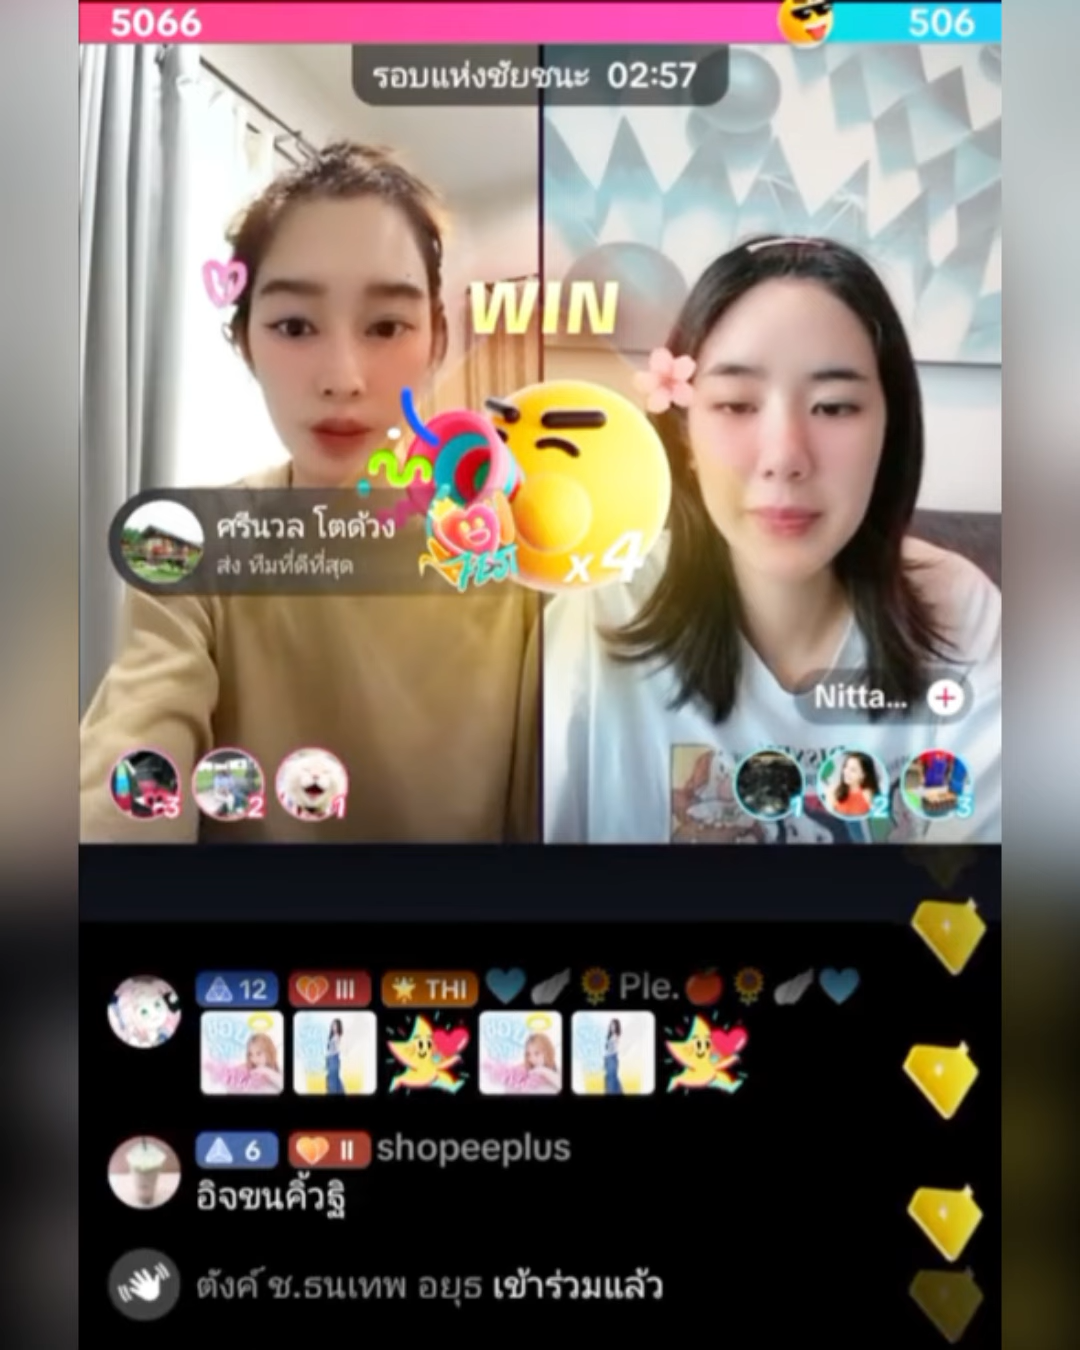 5066
506
รอบแห่งชัยชนะ 02:57
WIN
ศรีนวล โตด้วง
ส่ง ทีมที่ดีที่สุด
x4
Nitta...
3
2
1
1
2
3
12 III THI Ple.
6 II shopeeplus
อิจขนคิ้วฐิ
ตังค์ ช.ธนเทพ อยุธ เข้าร่วมแล้ว